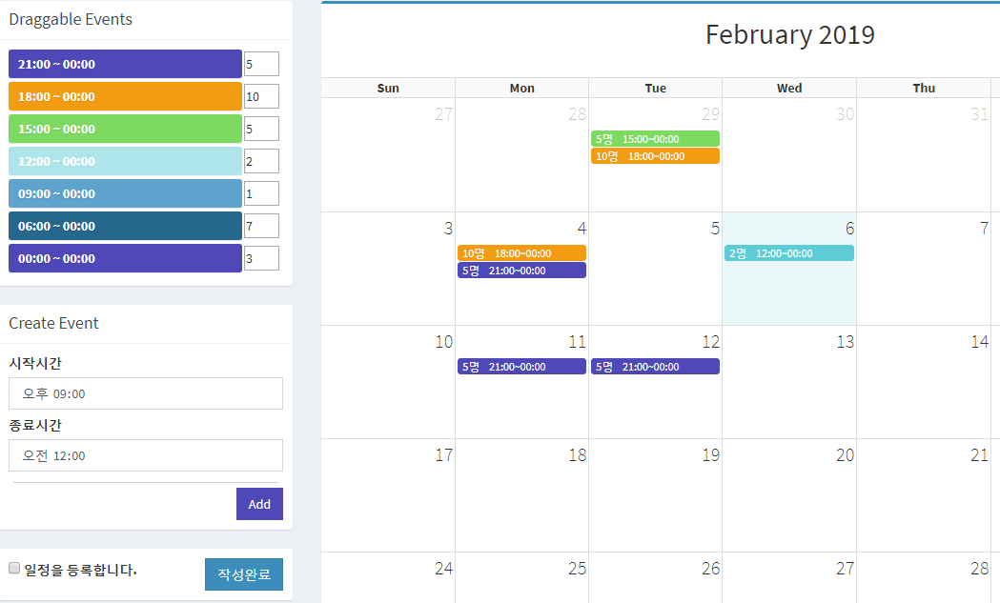 Draggable Events
21:00 ~ 00:00 5
18:00 ~ 00:00 10
15:00 ~ 00:00 5
12:00 ~ 00:00 2
09:00 ~ 00:00 1
06:00 ~ 00:00 7
00:00 ~ 00:00 3
Create Event
시작시간
오후 09:00
종료시간
오전 12:00
Add
일정을 등록합니다.
작성완료
February 2019
Sun Mon Tue Wed Thu
27 28 29 30 31
5명 15:00~00:00
10명 18:00~00:00
3 4 5 6 7
10명 18:00~00:00 2명 12:00~00:00
5명 21:00~00:00
10 11 12 13 14
5명 21:00~00:00 5명 21:00~00:00
17 18 19 20 21
24 25 26 27 28